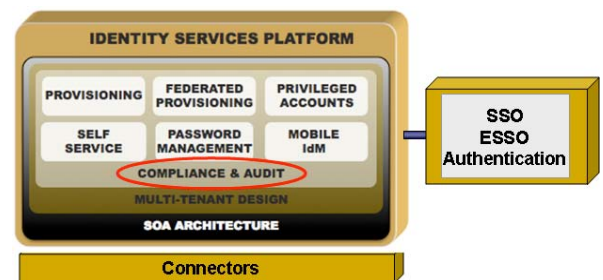 IDENTITY SERVICES PLATFORM
PROVISIONING
FEDERATED
PROVISIONING
PRIVILEGED
ACCOUNTS
SELF
SERVICE
PASSWORD
MANAGEMENT
MOBILE
IdM
COMPLIANCE & AUDIT
MULTI-TENANT DESIGN
SOA ARCHITECTURE
Connectors
SSO
ESSO
Authentication